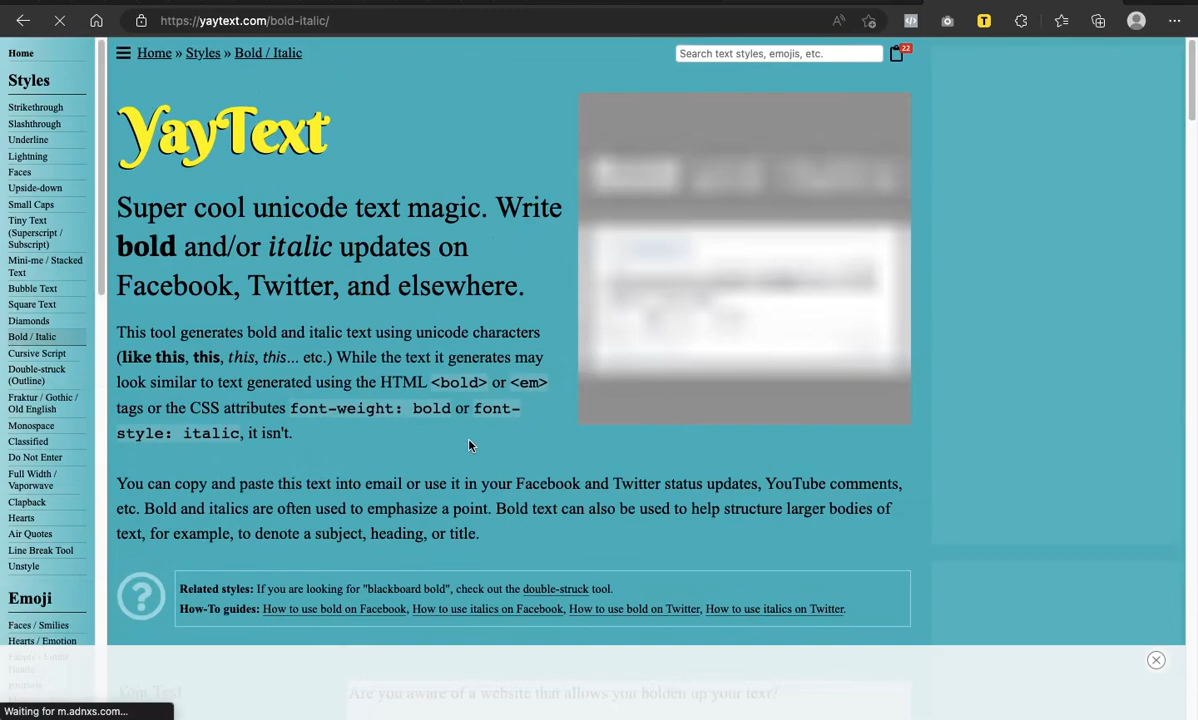 https://yaytext.com/bold-italic/
T
Home
Styles
Strikethrough
Slashthrough
Underline
Lightning
Faces
Upside-down
Small Caps
Tiny Text
(Superscript /
Subscript)
Mini-me / Stacked
Text
Bubble Text
Square Text
Diamonds
Bold / Italic
Cursive Script
Double-struck
(Outline)
Fraktur / Gothic /
Old English
Monospace
Classified
Do Not Enter
Full Width /
Vaporwave
Clapback
Hearts
Air Quotes
Line Break Tool
Unstyle
Emoji
Faces / Smilies
Hearts / Emotion
Home » Styles » Bold / Italic
Search text styles, emojis, etc.
22
YayText
Super cool unicode text magic. Write
bold and/or italic updates on
Facebook, Twitter, and elsewhere.
This tool generates bold and italic text using unicode characters
(like this, this, this, this... etc.) While the text it generates may
look similar to text generated using the HTML <bold> or <em>
tags or the CSS attributes font-weight: bold or font-
style: italic, it isn't.
You can copy and paste this text into email or use it in your Facebook and Twitter status updates, YouTube comments,
etc. Bold and italics are often used to emphasize a point. Bold text can also be used to help structure larger bodies of
text, for example, to denote a subject, heading, or title.
?
Related styles: If you are looking for "blackboard bold", check out the double-struck tool.
How-To guides: How to use bold on Facebook, How to use italics on Facebook, How to use bold on Twitter, How to use italics on Twitter.
Your Text
Are you aware of a website that allows you bolden up your text?
Waiting for m.adnxs.com...